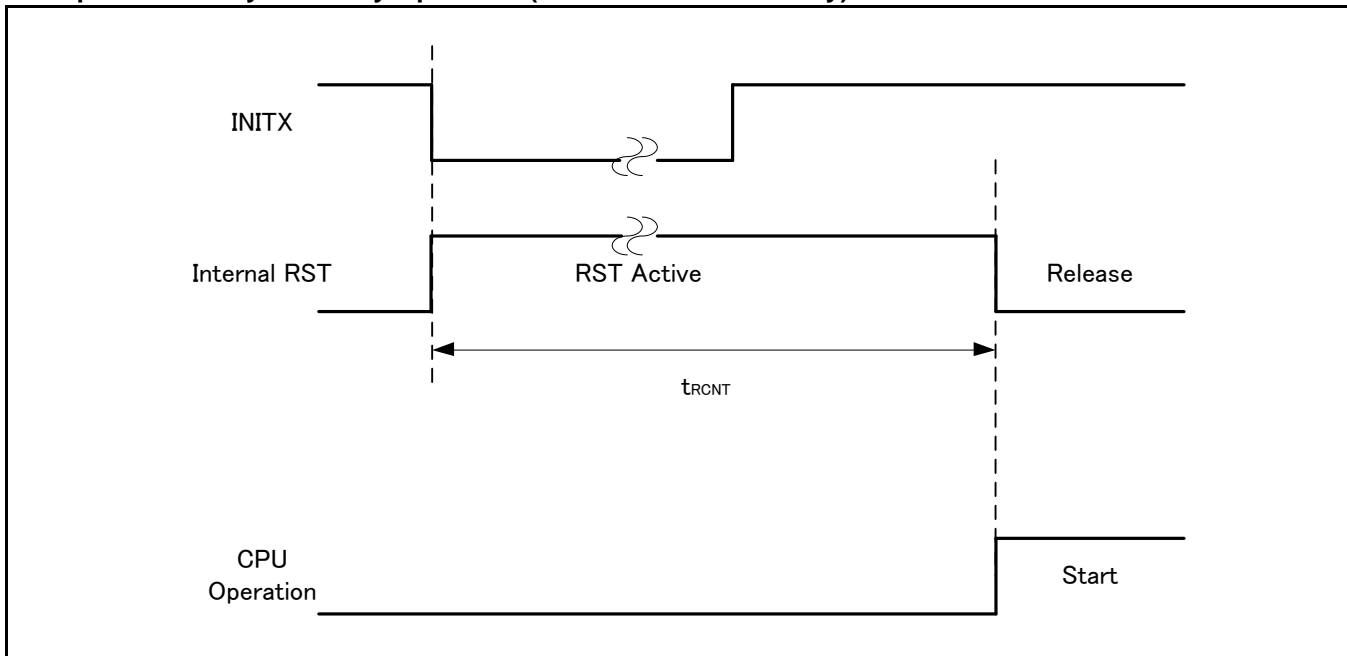 INITX
Internal RST
RST Active
Release
tRCNT
CPU
Operation
Start